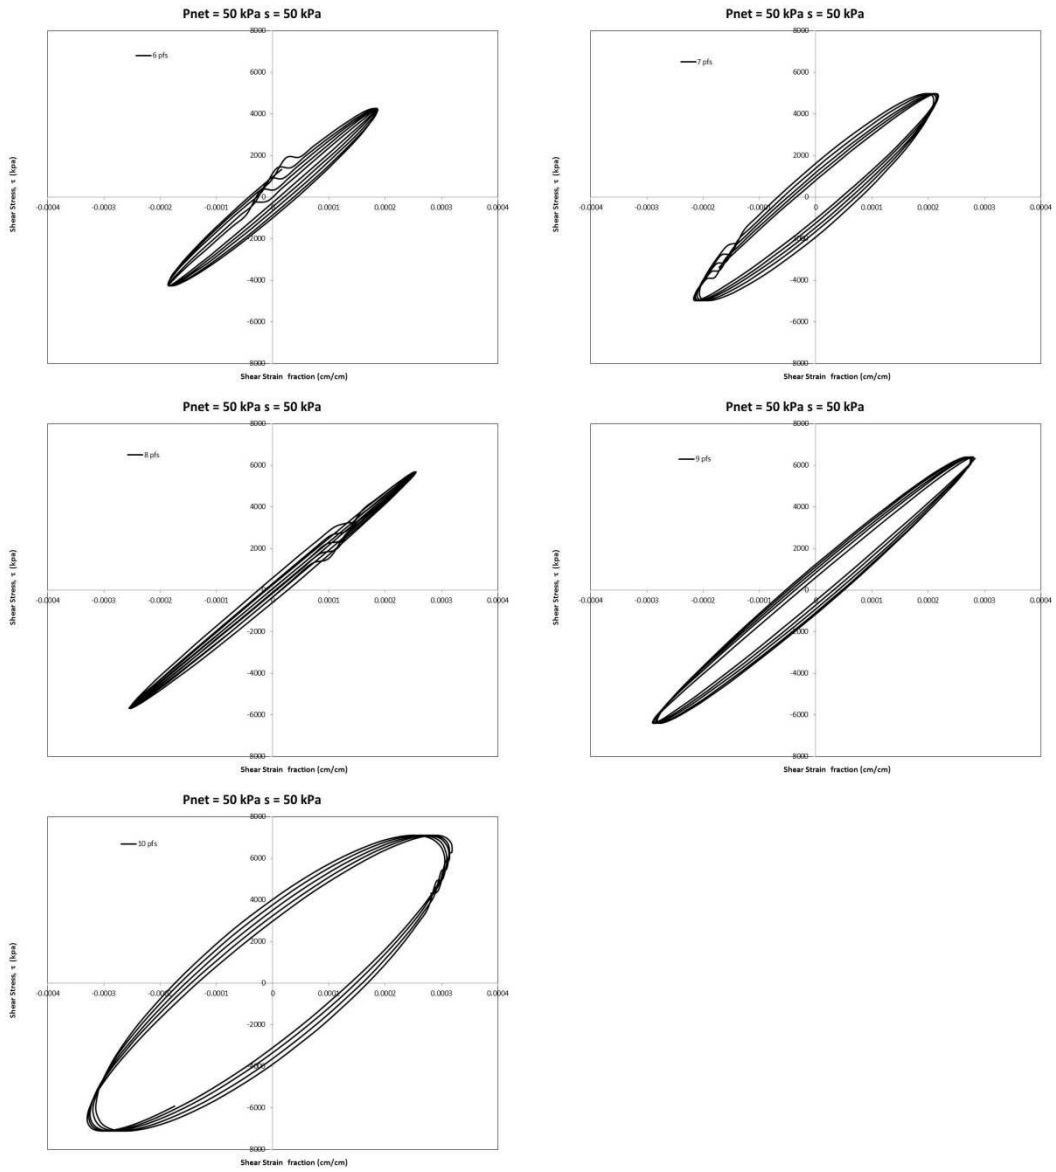 Pnet = 50 kPa s = 50 kPa
8000
6 pfs
6000
4000
2000
0
-0.0004 -0.0003 -0.0002 -0.0001 0 0.0001 0.0002 0.0003 0.0004
-2000
-4000
-6000
8000
Shear Stress, τ (kpa)
Shear Strain fraction (cm/cm)
Pnet = 50 kPa s = 50 kPa
8000
7 pfs
6000
4000
2000
0
-0.0004 -0.0003 -0.0002 -0.0001 0 0.0001 0.0002 0.0003 0.0004
-2000
-4000
-6000
8000
Shear Stress, τ (kpa)
Shear Strain fraction (cm/cm)
Pnet = 50 kPa s = 50 kPa
8000
8 pfs
6000
4000
2000
0
-0.0004 -0.0003 -0.0002 -0.0001 0 0.0001 0.0002 0.0003 0.0004
-2000
-4000
-6000
8000
Shear Stress, τ (kpa)
Shear Strain fraction (cm/cm)
Pnet = 50 kPa s = 50 kPa
8000
9 pfs
6000
4000
2000
0
-0.0004 -0.0003 -0.0002 -0.0001 0 0.0001 0.0002 0.0003 0.0004
-2000
-4000
-6000
8000
Shear Stress, τ (kpa)
Shear Strain fraction (cm/cm)
Pnet = 50 kPa s = 50 kPa
8000
10 pfs
6000
4000
2000
0
-0.0004 -0.0003 -0.0002 -0.0001 0 0.0001 0.0002 0.0003 0.0004
-2000
-4000
-6000
8000
Shear Stress, τ (kpa)
Shear Strain fraction (cm/cm)